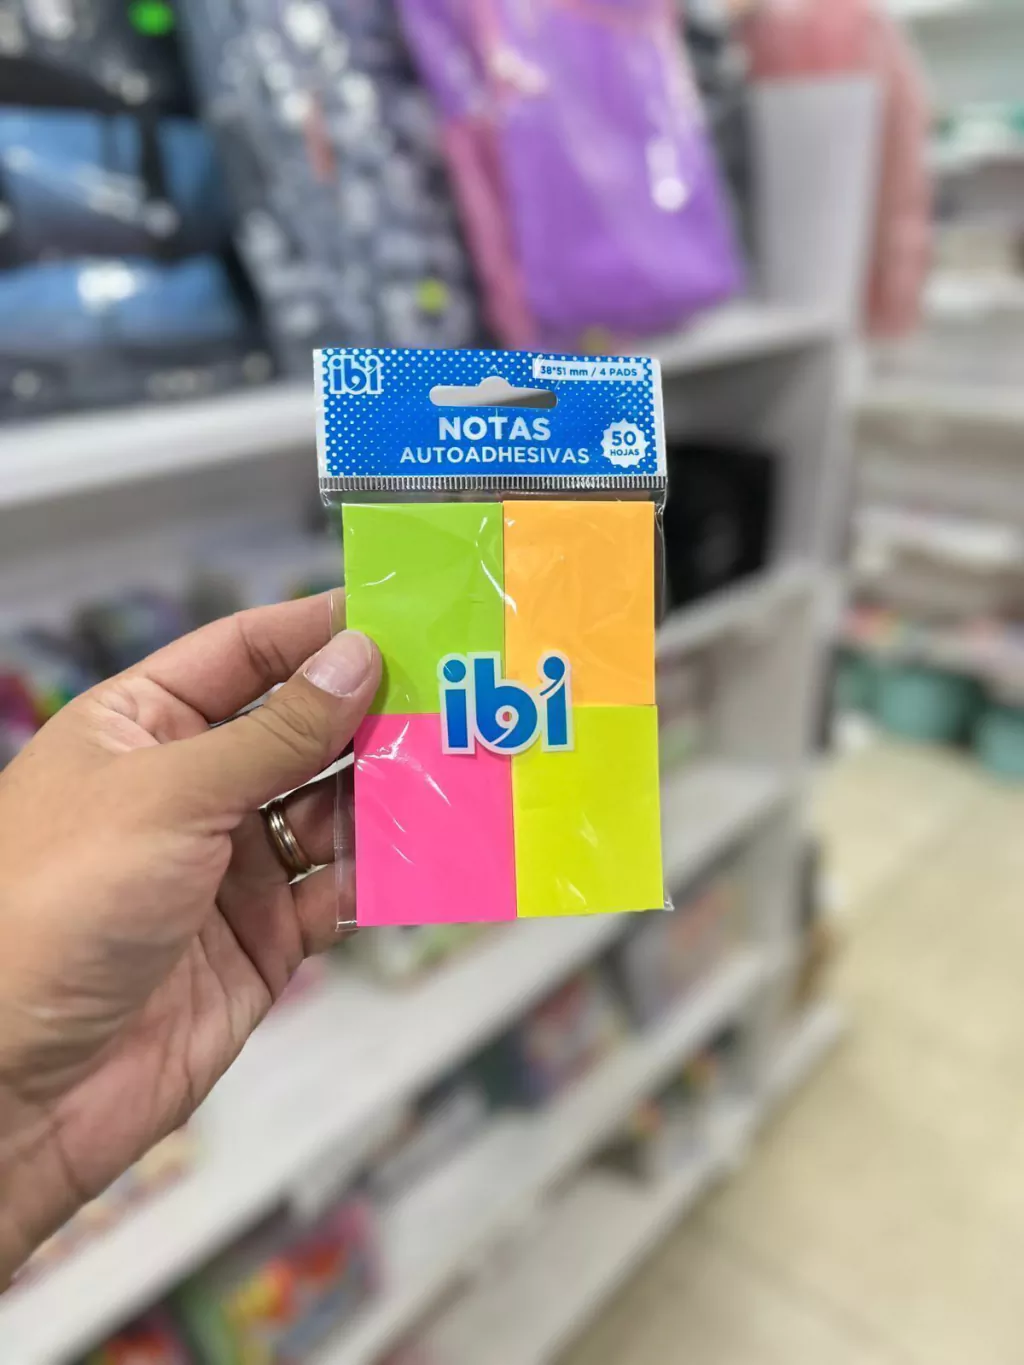 ibi
38*51 mm / 4 PADS
NOTAS
AUTOADHESIVAS
50
HOJAS
ibi